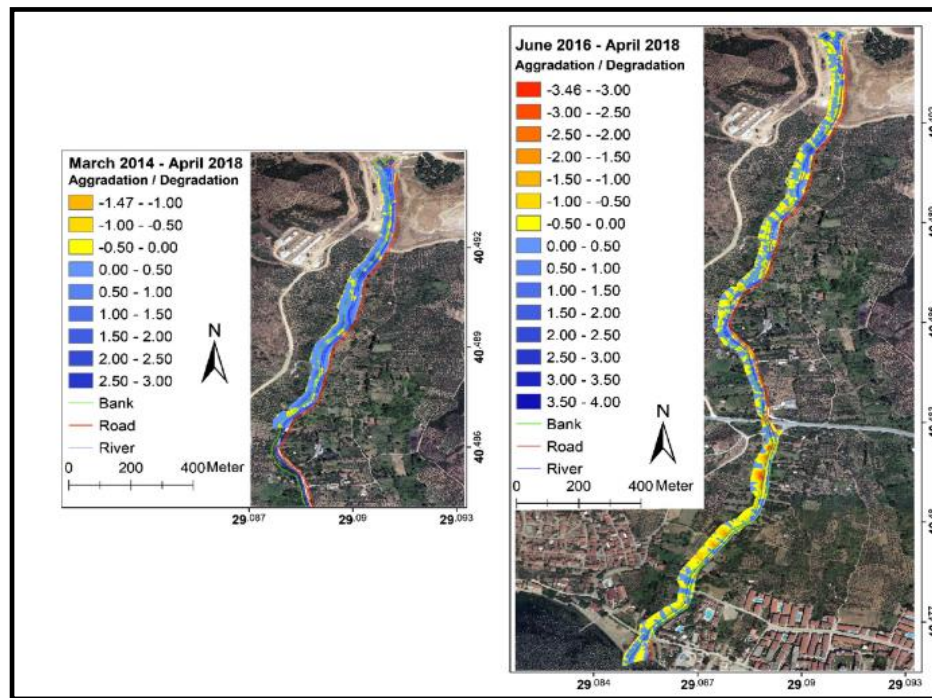 March 2014 - April 2018
Aggradation / Degradation
-1.47 - -1.00
-1.00 - -0.50
-0.50 - 0.00
0.00 - 0.50
0.50 - 1.00
1.00 - 1.50
1.50 - 2.00
2.00 - 2.50
2.50 - 3.00
Bank
Road
River
N
0 200 400 Meter
40.492
40.489
40.486
29.087 29.09 29.093
June 2016 - April 2018
Aggradation / Degradation
-3.46 - -3.00
-3.00 - -2.50
-2.50 - -2.00
-2.00 - -1.50
-1.50 - -1.00
-1.00 - -0.50
-0.50 - 0.00
0.00 - 0.50
0.50 - 1.00
1.00 - 1.50
1.50 - 2.00
2.00 - 2.50
2.50 - 3.00
3.00 - 3.50
3.50 - 4.00
Bank
Road
River
N
0 200 400 Meter
40.486
40.483
40.48
29.084 29.087 29.09 29.093